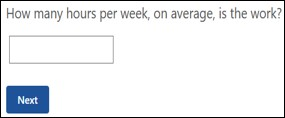 How many hours per week, on average, is the work?
Next